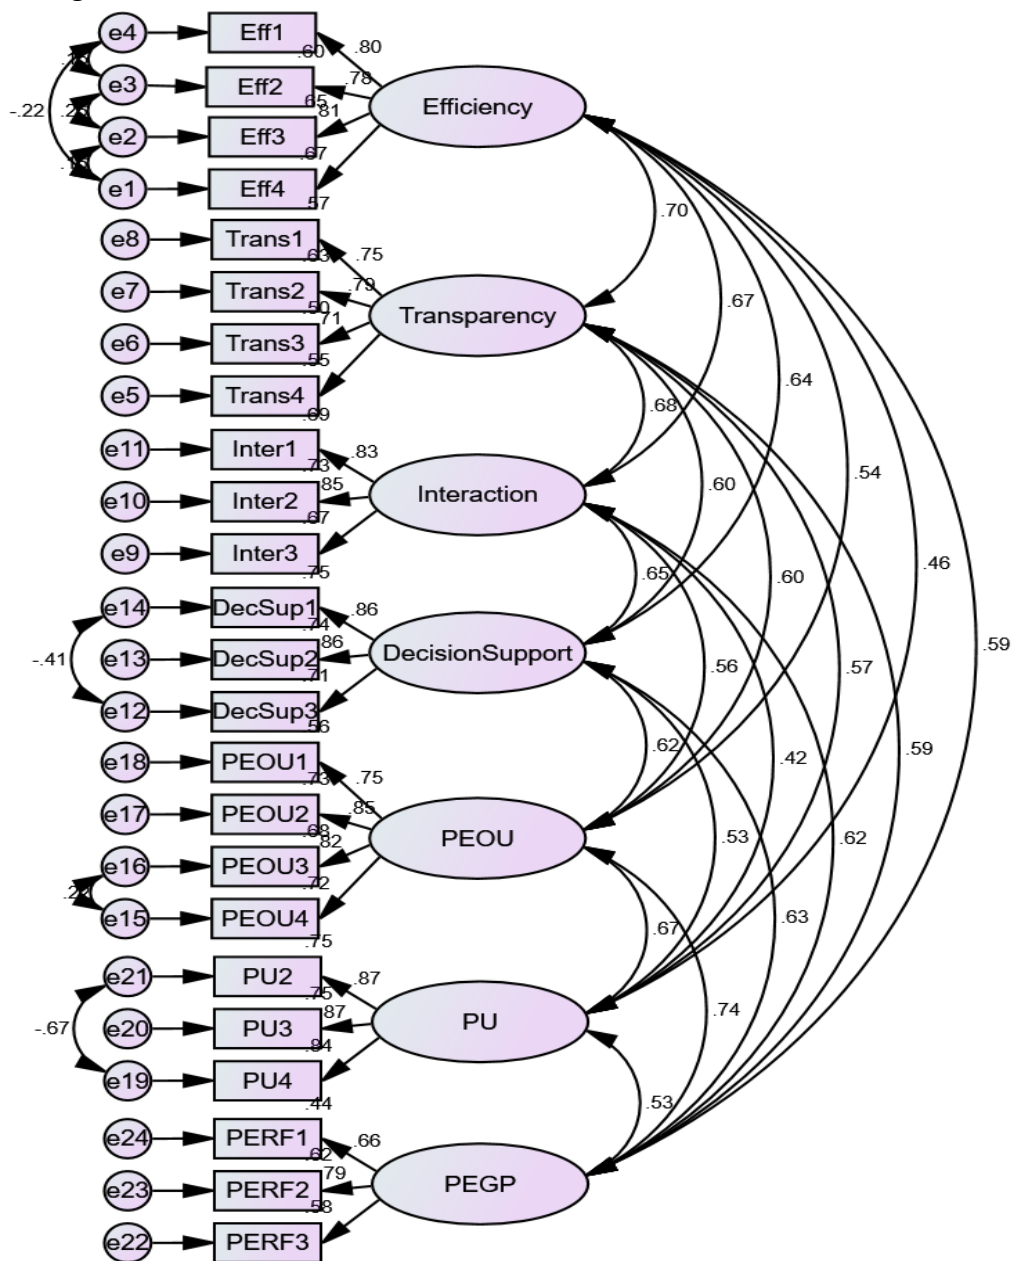 e4 Eff1 .80
.60
e3 Eff2 .78 Efficiency
.65
-.22 .81
e2 Eff3
.67
e1 Eff4
.57
e8 Trans1 .75 .70
.63
e7 Trans2 .79
.50 .67
.71 Transparency
e6 Trans3
.55
e5 Trans4 .64
.69 .68
e11 Inter1 .83
.73
e10 Inter2 .85 Interaction .60 .54
.67
e9 Inter3
.75 .65 .60 .46
e14 DecSup1 .86
.74
-.41 e13 DecSup2 .86 DecisionSupport .56 .57 .59
.71
e12 DecSup3
.56
e18 PEOU1 .75 .62 .42 .59
.73
e17 PEOU2 .85
.68
.82 PEOU .53 .62
e16 PEOU3
.72
e15 PEOU4 .67 .63
.75
e21 PU2 .87
.75
-.67 e20 PU3 .87 PU .74
.84
e19 PU4
.44 .53
e24 PERF1 .66
.62
e23 PERF2 .79 PEGP
.58
e22 PERF3